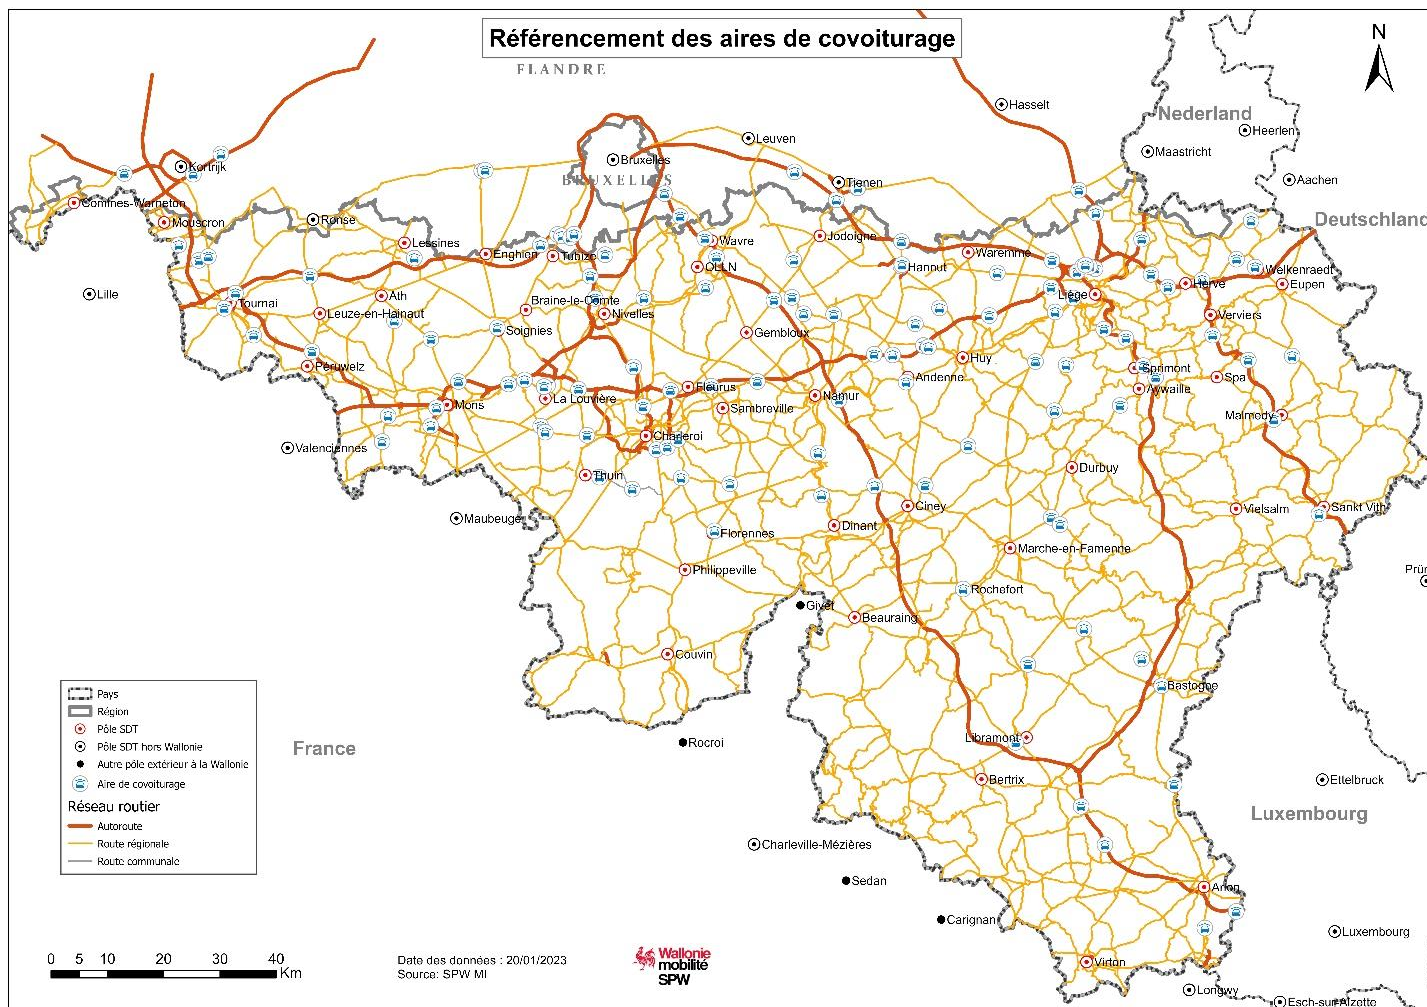 Référencement des aires de covoiturage
N
FLANDRE
Nederland
Hasselt
Heerlen
Leuven
Maastricht
Bruxelles
Kortrijk
BRUXELLES
Tienen
Aachen
Comines-Warneton
Deutschland
Mouscron
Ronse
Lessines
Wavre
Jodoigne
Enghien
Tubize
Waremme
OLLN
Hannut
Welkenraedt
Lille
Ath
Liège
Herve
Eupen
Tournai
Braine-le-Comte
Leuze-en-Hainaut
Nivelles
Verviers
Soignies
Gembloux
Huy
Péruwelz
Sprimont
Andenne
Spa
Fleurus
Aywaille
La Louvière
Namur
Mons
Sambreville
Malmedy
Charleroi
Valenciennes
Durbuy
Thuin
Ciney
Vielsalm
Sankt Vith
Maubeuge
Dinant
Florennes
Marche-en-Famenne
Philippeville
Prür
Rochefort
Givet
Beauraing
Couvin
Bastogne
Pays
Région
Pôle SDT
Pôle SDT hors Wallonie
Autre pôle extérieur à la Wallonie
Aire de covoiturage
Réseau routier
Autoroute
Route régionale
Route communale
France
Rocroi
Libramont
Bertrix
Ettelbruck
Luxembourg
Charleville-Mézières
Sedan
Arlon
Carignan
Luxembourg
Virton
Longwy
Esch-sur-Alzette
0 5 10 20 30 40
Km
Date des données : 20/01/2023
Source: SPW MI
Wallonie
mobilité
SPW